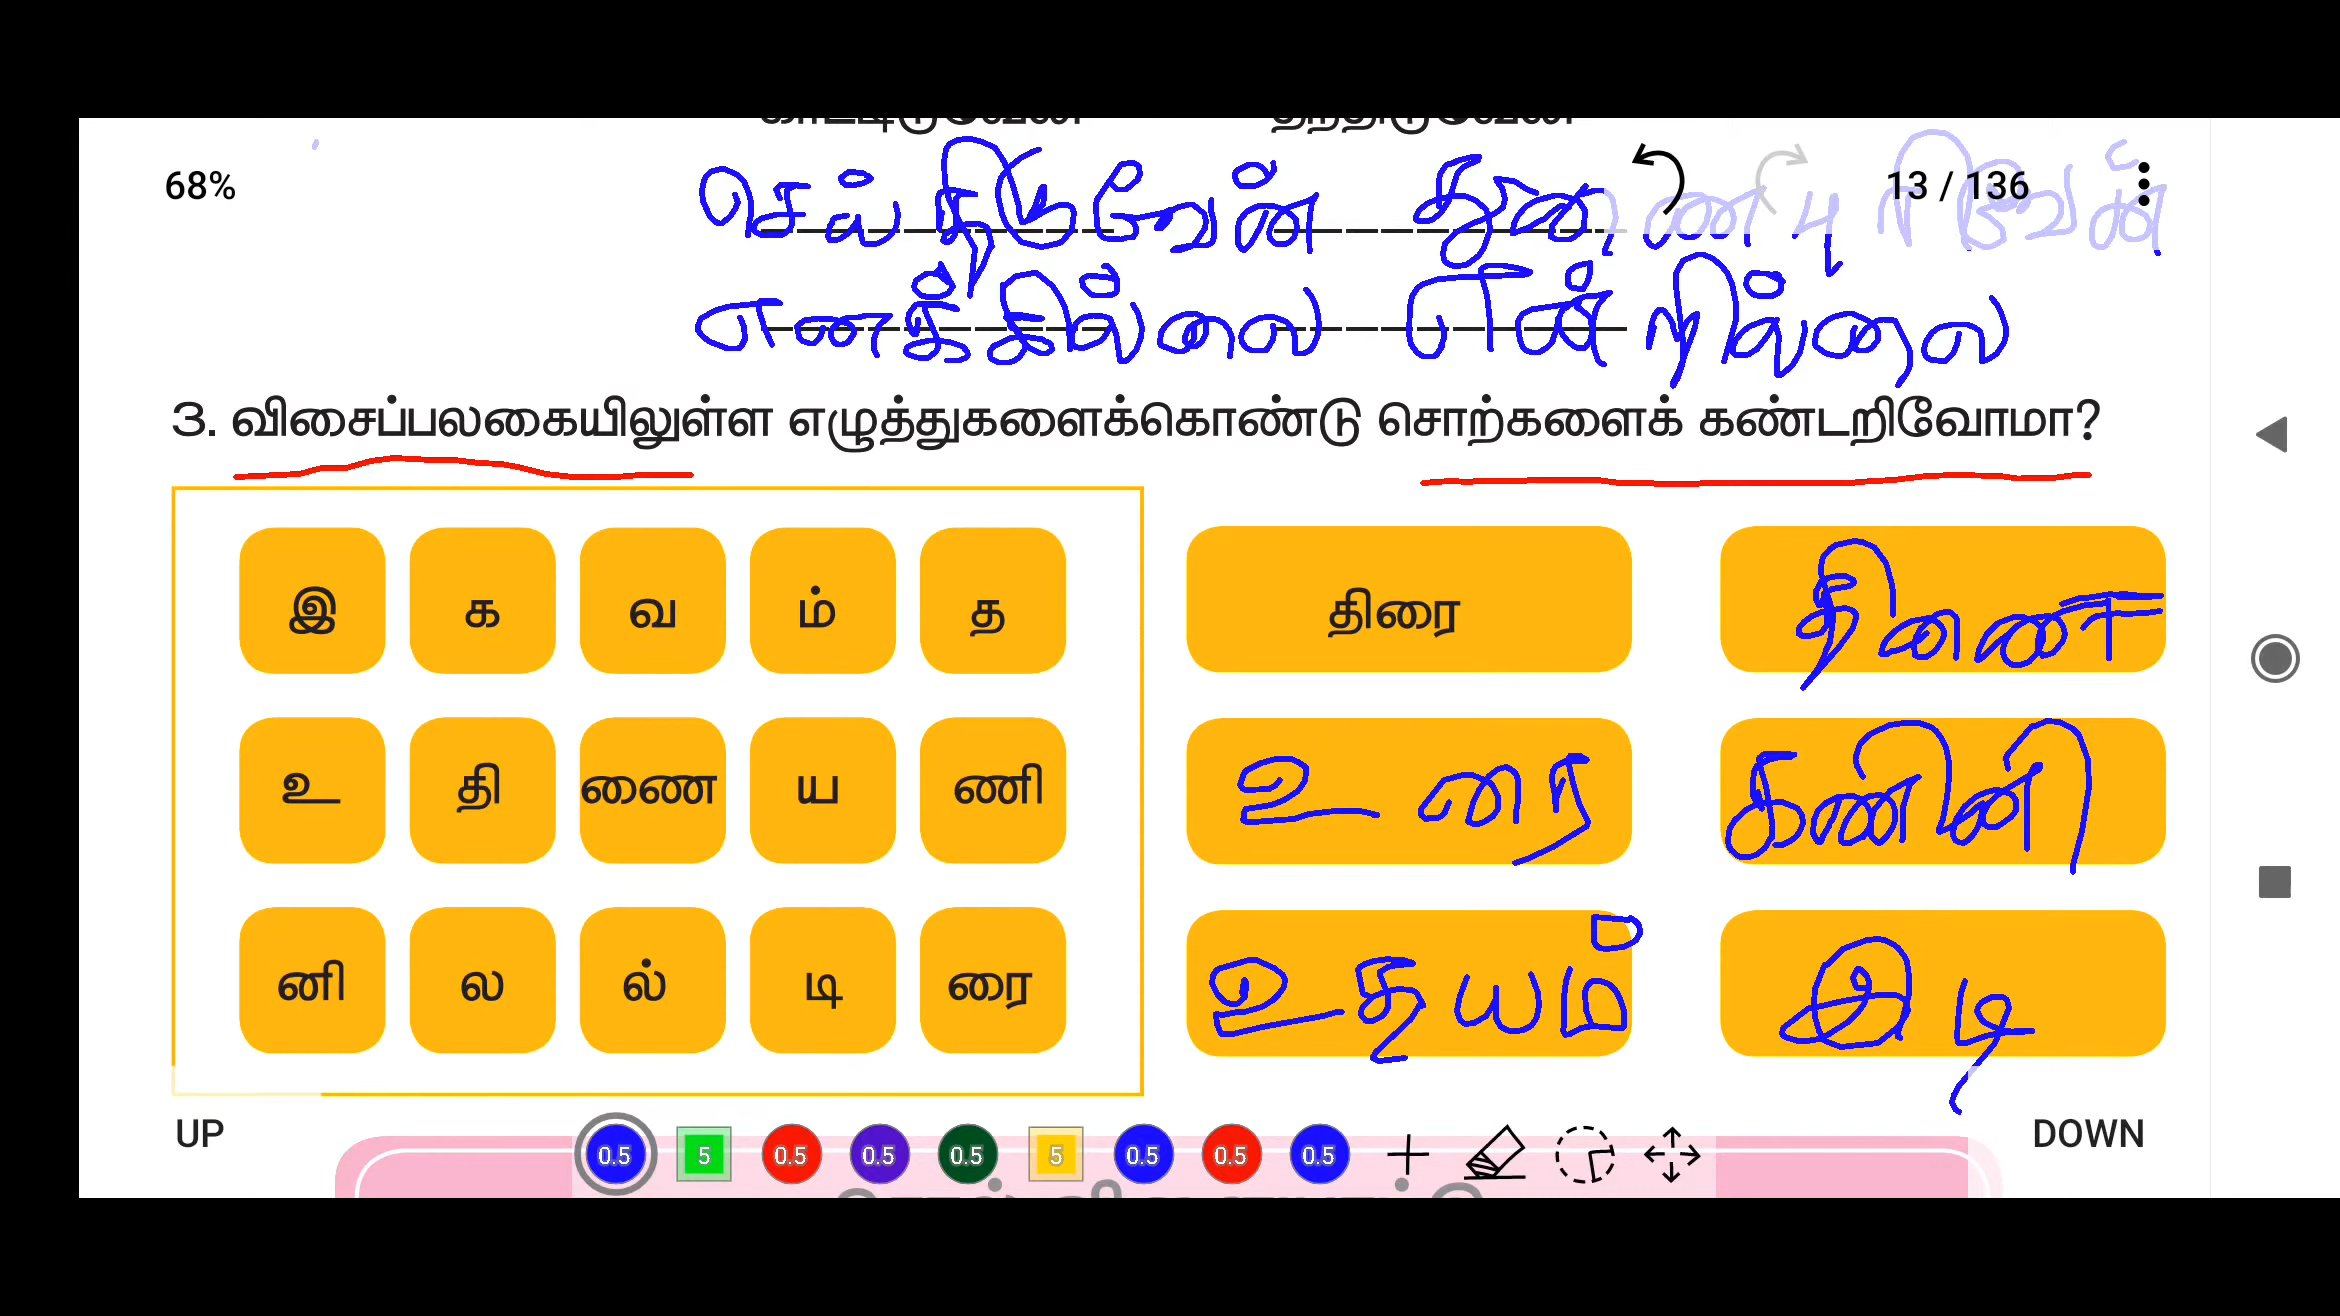 68%
13 / 136
செய்திடுவேன் துணைபுரிவேன்
எனக்கில்லை என்றில்லை
3. விசைப்பலகையிலுள்ள எழுத்துகளைக்கொண்டு சொற்களைக் கண்டறிவோமா?
இ க வ ம் த
உ தி ணை ய ணி
னி ல ல் டி ரை
திரை
உரை கணினி
உதயம் இடி
UP
0.5 5 0.5 0.5 0.5 5 0.5 0.5 0.5
DOWN